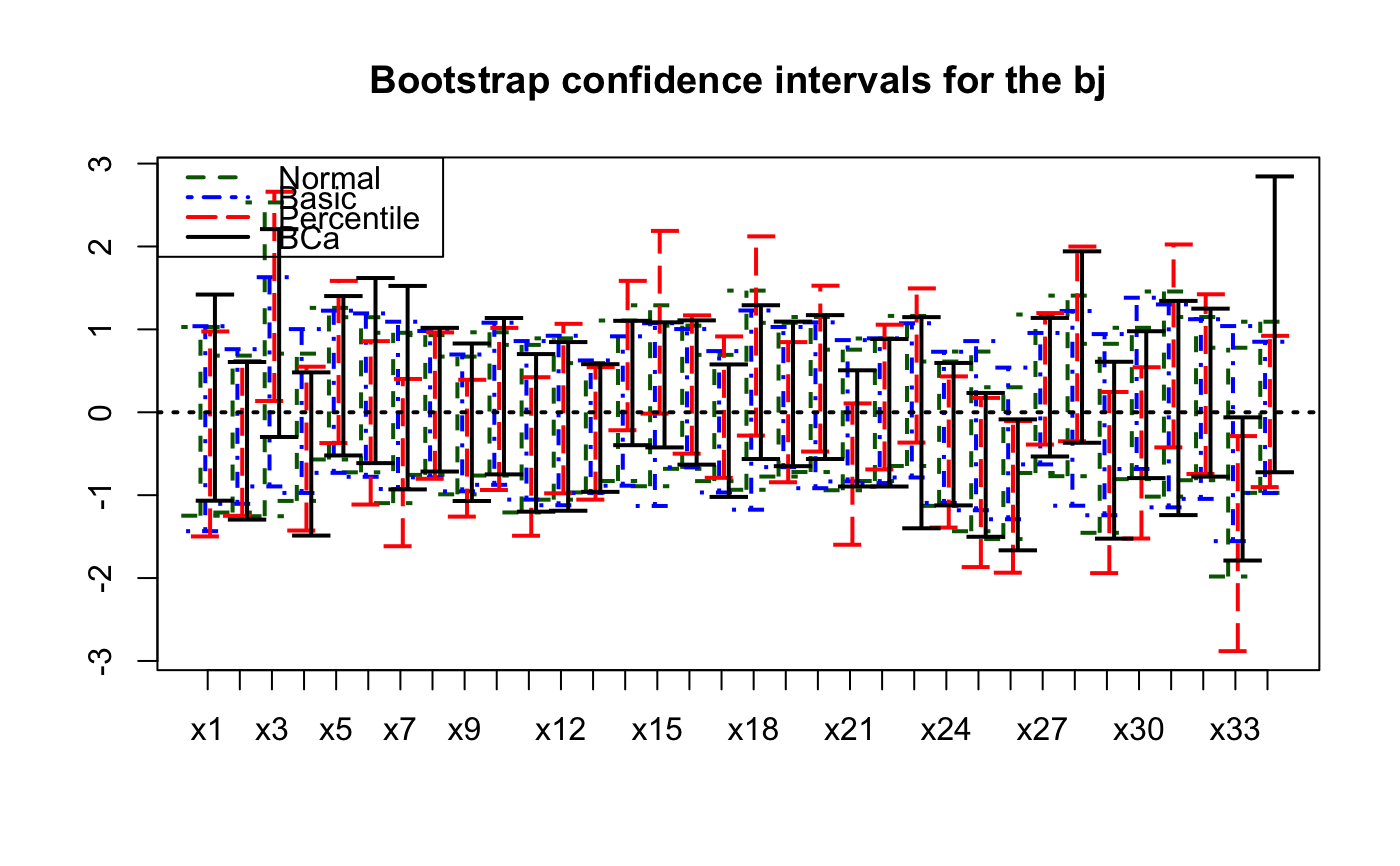 Bootstrap confidence intervals for the bj
3
2
1
0
-1
-2
-3
Normal
Basic
Percentile
BCa
x1 x3 x5 x7 x9 x12 x15 x18 x21 x24 x27 x30 x33